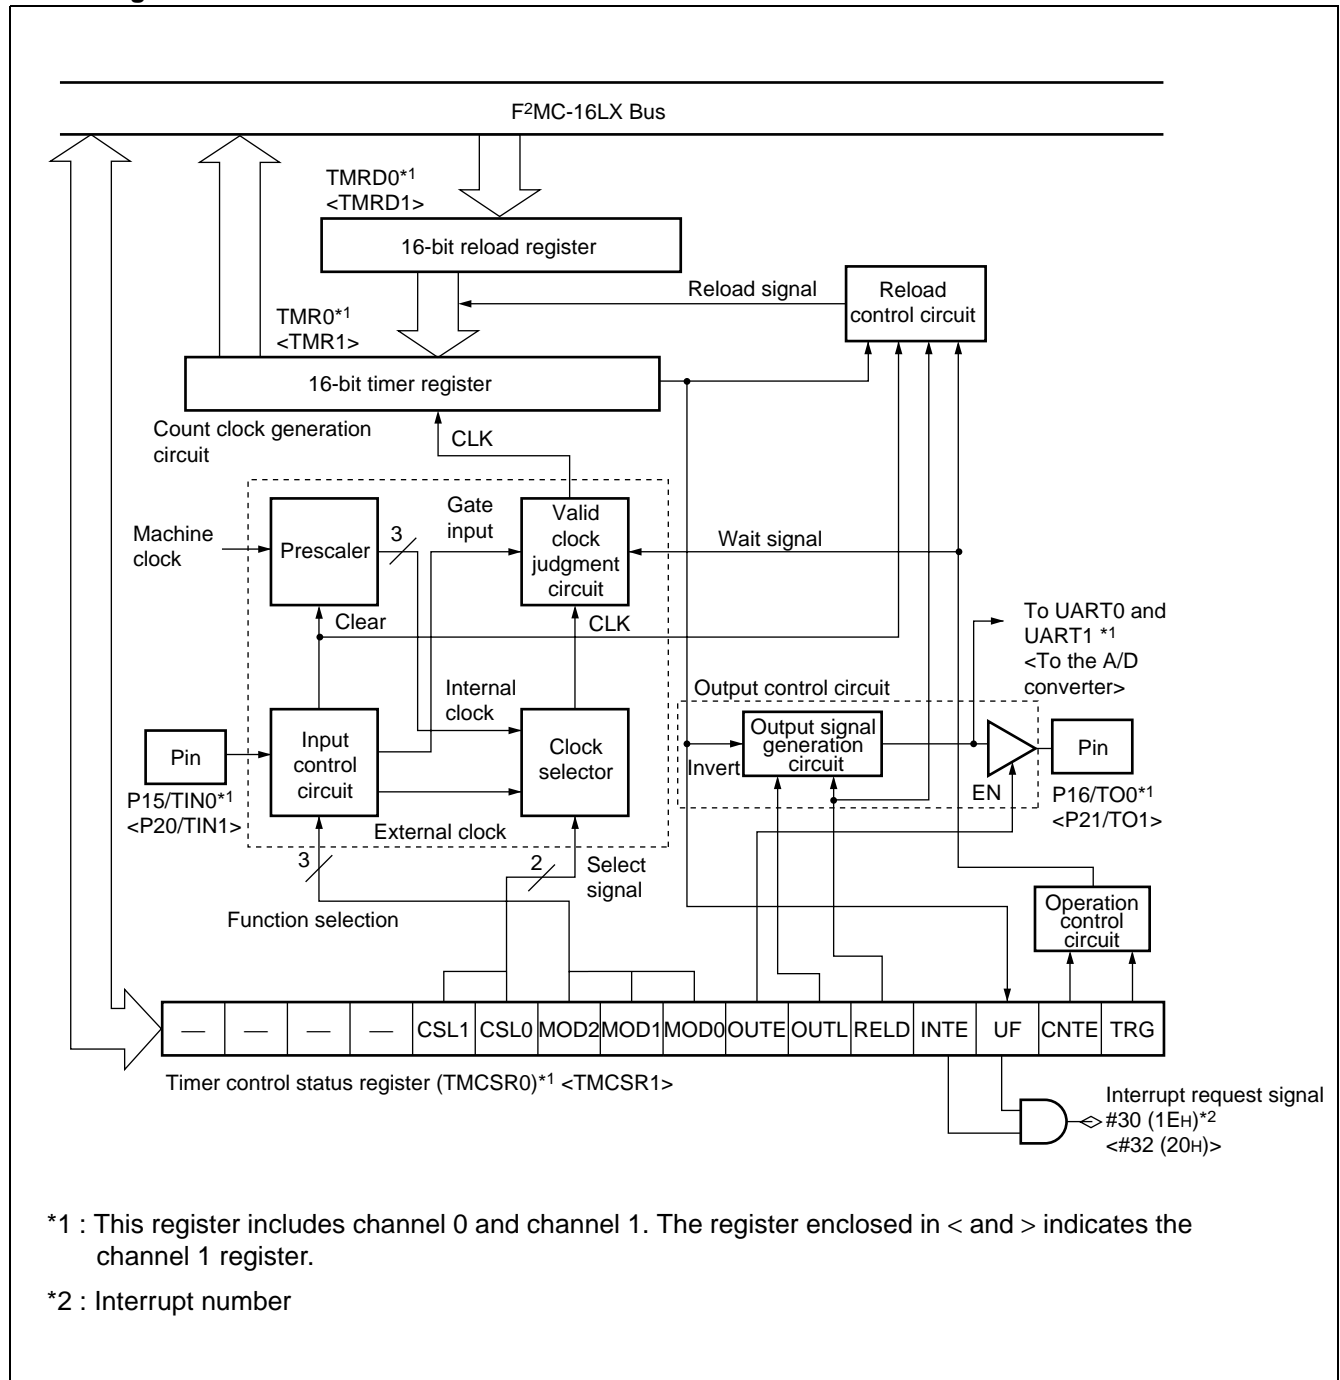 F2MC-16LX Bus
TMRD0*1
<TMRD1>
16-bit reload register
Reload signal
Reload
control circuit
TMR0*1
<TMR1>
16-bit timer register
Count clock generation
circuit
CLK
Machine
clock
Prescaler
3
Gate
input
Valid
clock
judgment
circuit
Wait signal
Clear
CLK
To UART0 and
UART1 *1
<To the A/D
converter>
Internal
clock
Output control circuit
Pin
Input
control
circuit
Clock
selector
Output signal
generation
circuit
Invert
EN
Pin
P15/TIN0*1
<P20/TIN1>
P16/TO0*1
<P21/TO1>
External clock
3
2
Select
signal
Function selection
Operation
control
circuit
— — — — CSL1 CSL0 MOD2 MOD1 MOD0 OUTE OUTL RELD INTE UF CNTE TRG
Timer control status register (TMCSR0)*1 <TMCSR1>
Interrupt request signal
#30 (1EH)*2
<#32 (20H)>
*1 : This register includes channel 0 and channel 1. The register enclosed in < and > indicates the
channel 1 register.
*2 : Interrupt number